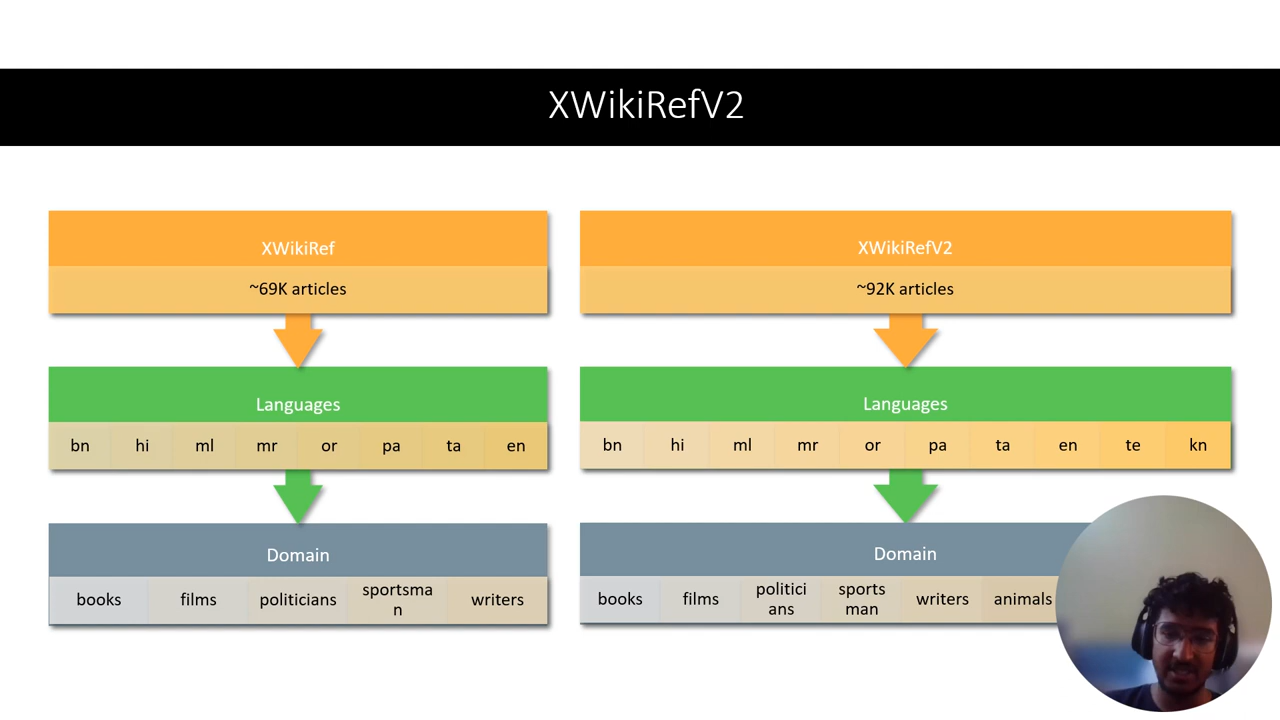 XWikiRefV2
XWikiRef
~69K articles
Languages
bn hi ml mr or pa ta en
Domain
books films politicians sportsma
n writers
XWikiRefV2
~92K articles
Languages
bn hi ml mr or pa ta en te kn
Domain
books films politici
ans sports
man writers animals